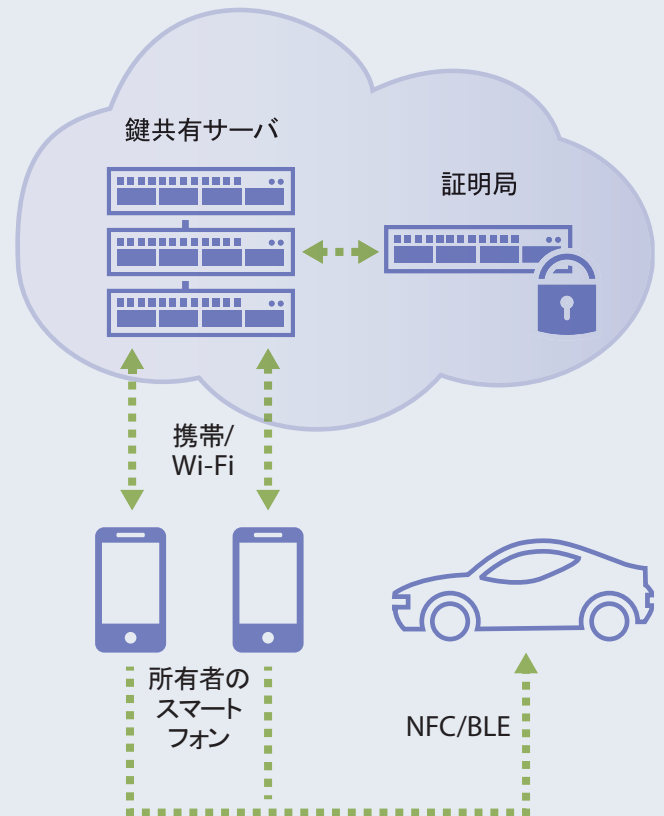 鍵共有サーバ
証明局
携帯/
Wi-Fi
所有者の
スマート
フォン
NFC/BLE